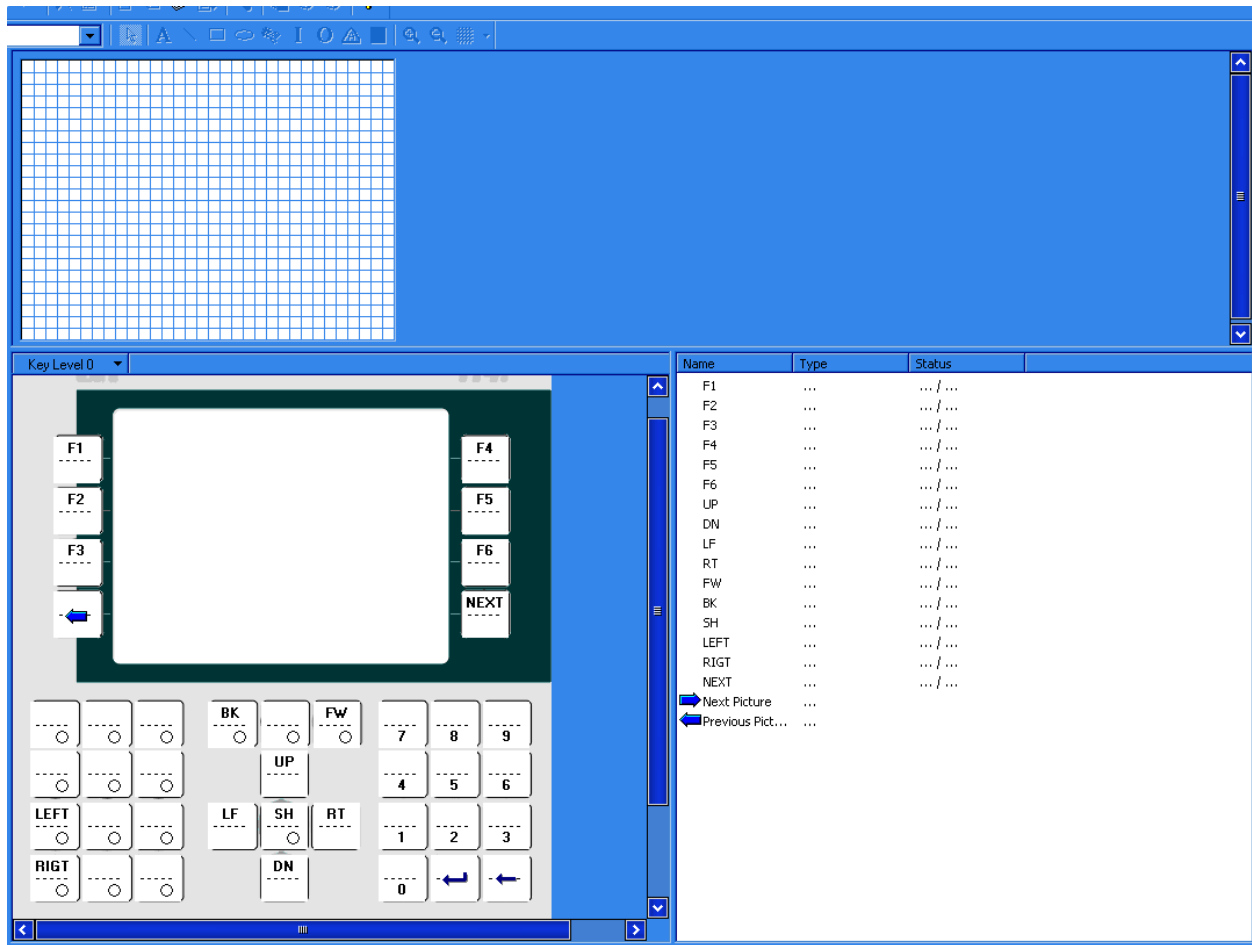 A I O A
Key Level 0
Name Type Status
F1 ... ... / ...
F2 ... ... / ...
F3 ... ... / ...
F4 ... ... / ...
F5 ... ... / ...
F6 ... ... / ...
UP ... ... / ...
DN ... ... / ...
LF ... ... / ...
RT ... ... / ...
FW ... ... / ...
BK ... ... / ...
SH ... ... / ...
LEFT ... ... / ...
RIGT ... ... / ...
NEXT ... ... / ...
Next Picture ...
Previous Pict... ...
F1 F4
F2 F5
F3 F6
NEXT
BK FW
7 8 9
UP
4 5 6
LEFT LF SH RT
1 2 3
RIGT DN
0